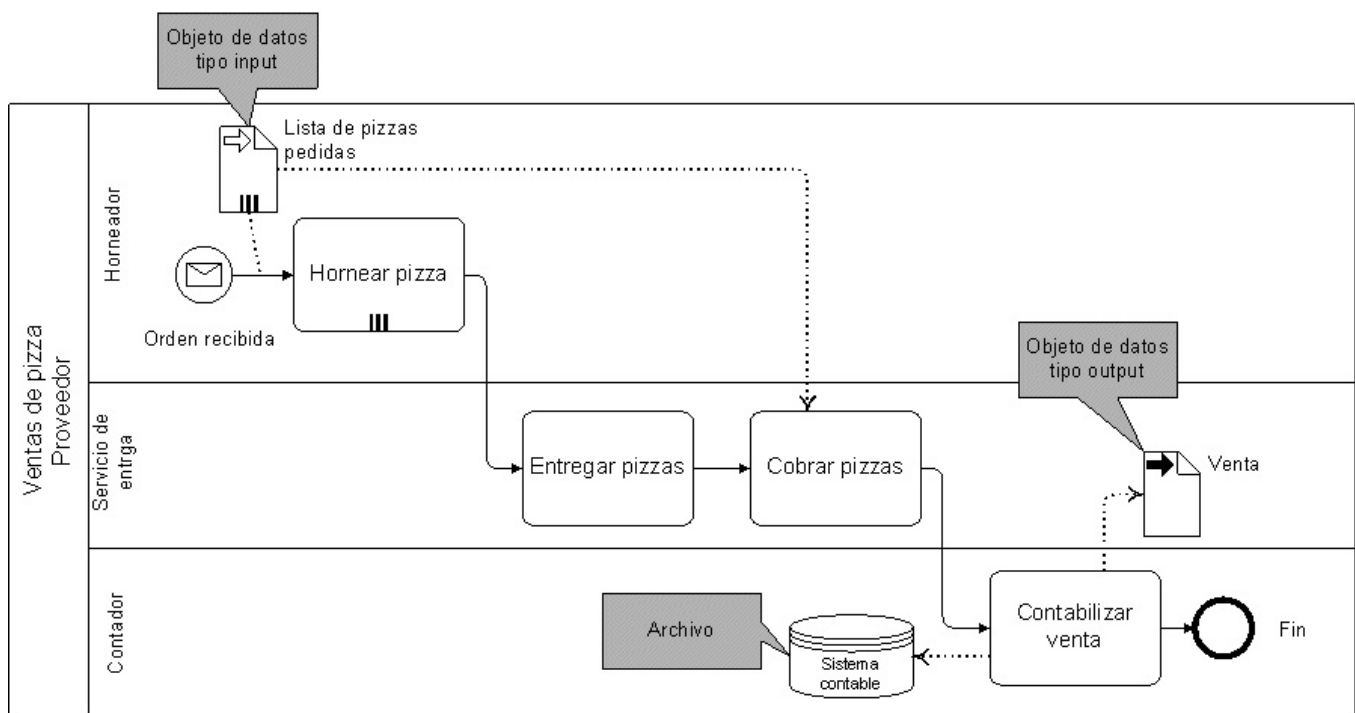 Objeto de datos
tipo input
Lista de pizzas
pedidas
Horneador
Hornear pizza
Orden recibida
Ventas de pizza
Proveedor
Objeto de datos
tipo output
Servicio de
entrga
Entregar pizzas
Cobrar pizzas
Venta
Contador
Archivo
Sistema
contable
Contabilizar
venta
Fin